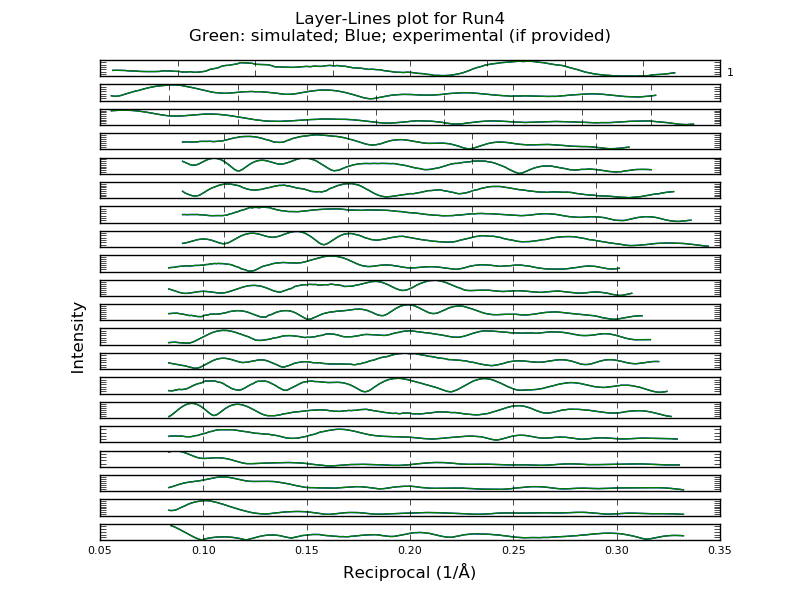 Layer-Lines plot for Run4
Green: simulated; Blue; experimental (if provided)
1
Intensity
0.05 0.10 0.15 0.20 0.25 0.30 0.35
Reciprocal (1/Å)